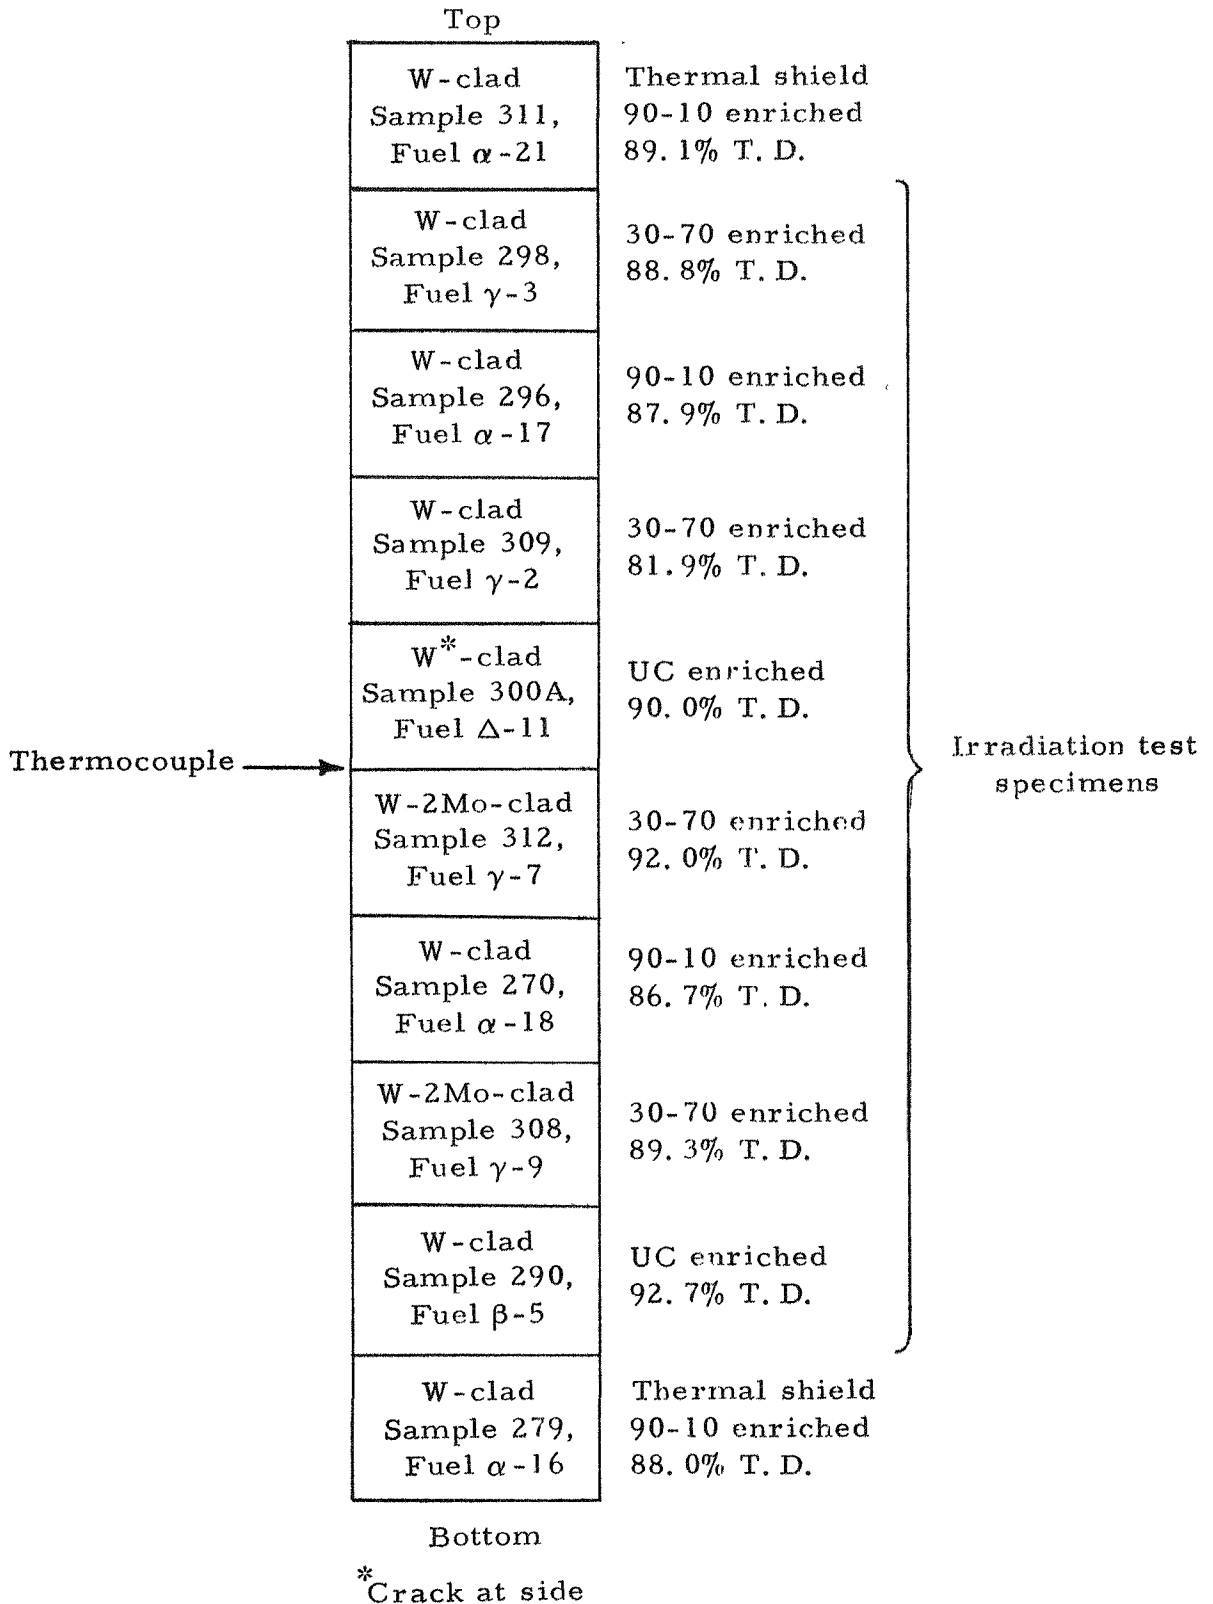 Top
W-clad
Sample 311,
Fuel α-21
Thermal shield
90-10 enriched
89.1% T. D.
W-clad
Sample 298,
Fuel γ-3
30-70 enriched
88.8% T. D.
W-clad
Sample 296,
Fuel α-17
90-10 enriched
87.9% T. D.
W-clad
Sample 309,
Fuel γ-2
30-70 enriched
81.9% T. D.
W*-clad
Sample 300A,
Fuel Δ-11
UC enriched
90.0% T. D.
Thermocouple
Irradiation test
specimens
W-2Mo-clad
Sample 312,
Fuel γ-7
30-70 enriched
92.0% T. D.
W-clad
Sample 270,
Fuel α-18
90-10 enriched
86.7% T. D.
W-2Mo-clad
Sample 308,
Fuel γ-9
30-70 enriched
89.3% T. D.
W-clad
Sample 290,
Fuel β-5
UC enriched
92.7% T. D.
W-clad
Sample 279,
Fuel α-16
Thermal shield
90-10 enriched
88.0% T. D.
Bottom
*Crack at side